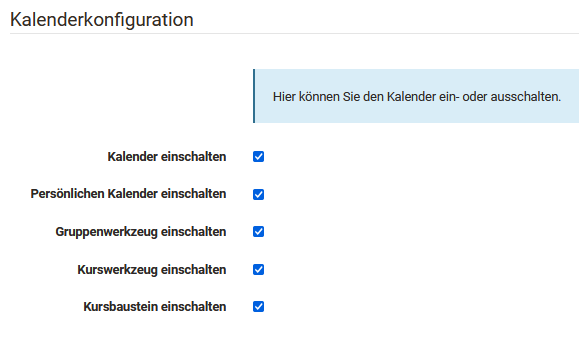 Kalenderkonfiguration
Hier können Sie den Kalender ein- oder ausschalten.
Kalender einschalten
Persönlichen Kalender einschalten
Gruppenwerkzeug einschalten
Kurswerkzeug einschalten
Kursbaustein einschalten